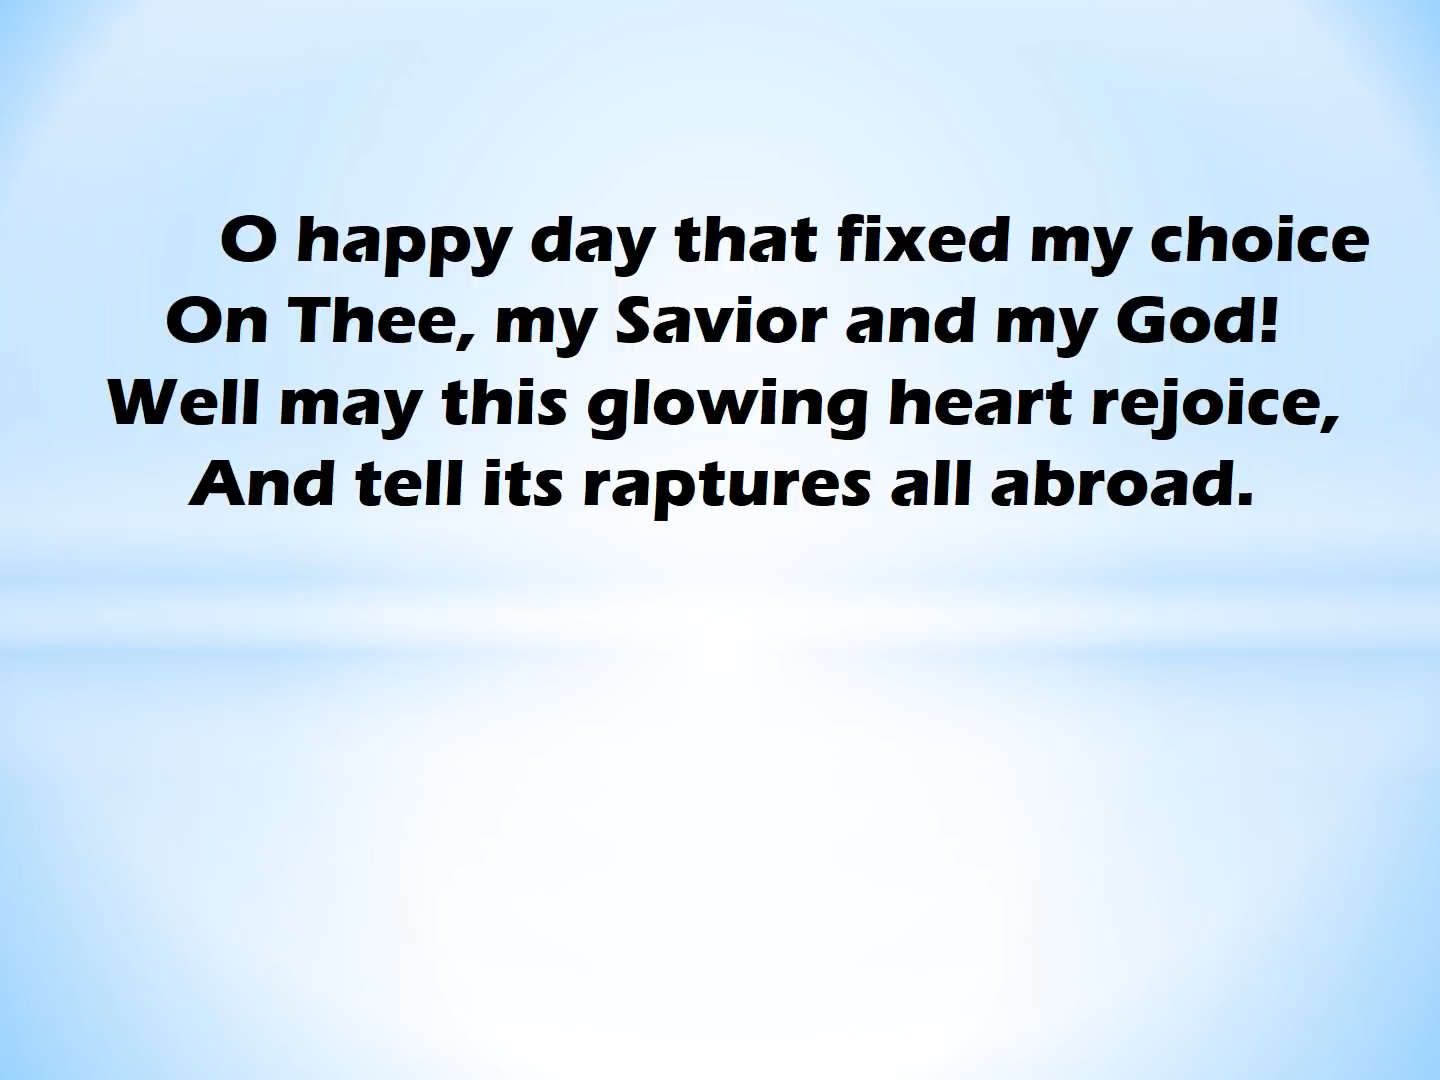 O happy day that fixed my choice
On Thee, my Savior and my God!
Well may this glowing heart rejoice,
And tell its raptures all abroad.